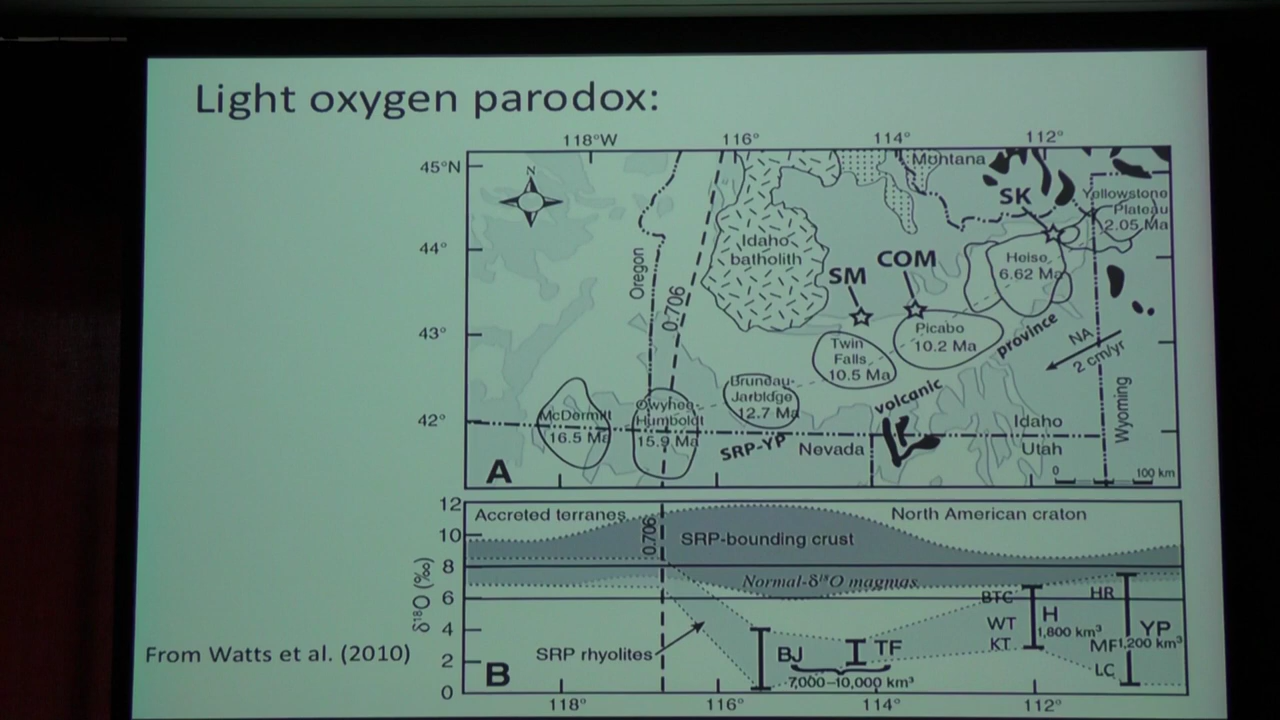 Light oxygen parodox:
118°W 116° 114° 112°
45°N
44°
43°
42°
N
Montana
SK
Yellowstone
Plateau
2.05 Ma
Oregon
Idaho
batholith
0.706
SM
COM
Heise
6.62 Ma
Picabo
10.2 Ma
province
NA
2 cm/yr
Twin
Falls
10.5 Ma
Bruneau-
Jarbidge
12.7 Ma
volcanic
McDermitt
16.5 Ma
Owyhee-
Humboldt
15.9 Ma
SRP-YP
Nevada
Idaho
Utah
Wyoming
0 100 km
A
12
10
8
6
4
2
0
δ¹⁸O (‰)
Accreted terranes
0.706
North American craton
SRP-bounding crust
Normal-δ¹⁸O magmas
BTC
WT
KT
H
1,800 km³
HR
YP
MF
1,200 km³
LC
SRP rhyolites
BJ
TF
7,000–10,000 km³
B
118° 116° 114° 112°
From Watts et al. (2010)